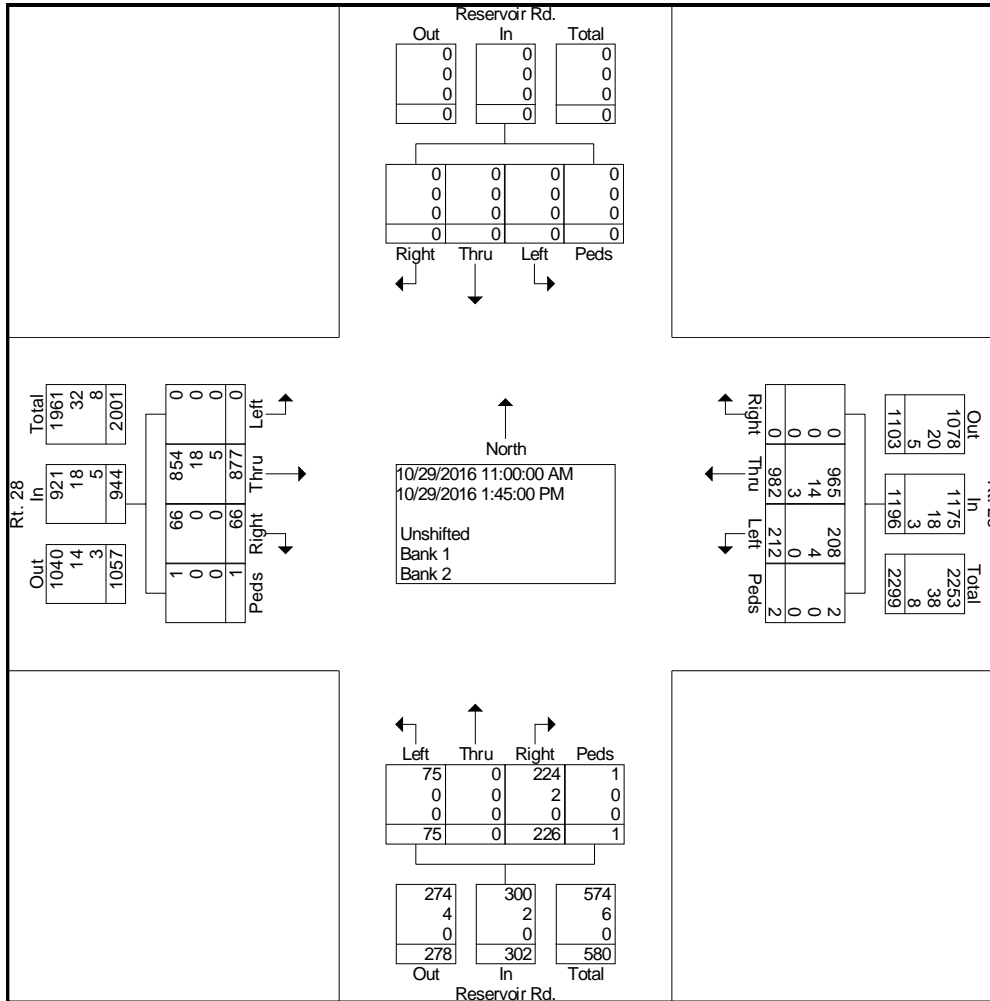 Reservoir Rd.
Out In Total
0 0 0
0 0 0
0 0 0
0 0 0
0 0 0 0
0 0 0 0
0 0 0 0
0 0 0 0
Right Thru Left Peds
Rt. 28
Total In Out
1961 921 1040
32 18 14
8 5 3
2001 944 1057
0 854 66 1
0 18 0 0
0 5 0 0
0 877 66 1
Left Thru Right Peds
North
10/29/2016 11:00:00 AM
10/29/2016 1:45:00 PM
Unshifted
Bank 1
Bank 2
Out In Total
1078 1175 2253
20 18 38
5 3 8
1103 1196 2299
0 965 208 2
0 14 4 0
0 3 0 0
0 982 212 2
Right Thru Left Peds
Left Thru Right Peds
75 0 224 1
0 0 2 0
0 0 0 0
75 0 226 1
274 300 574
4 2 6
0 0 0
278 302 580
Out In Total
Reservoir Rd.